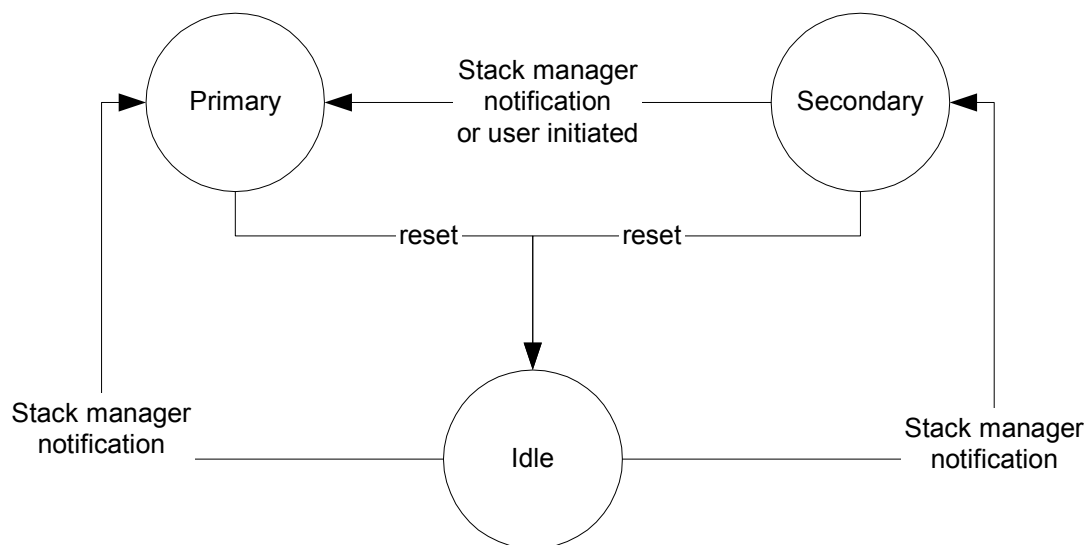 Primary
Stack manager
notification
or user initiated
Secondary
reset
reset
Stack manager
notification
Idle
Stack manager
notification